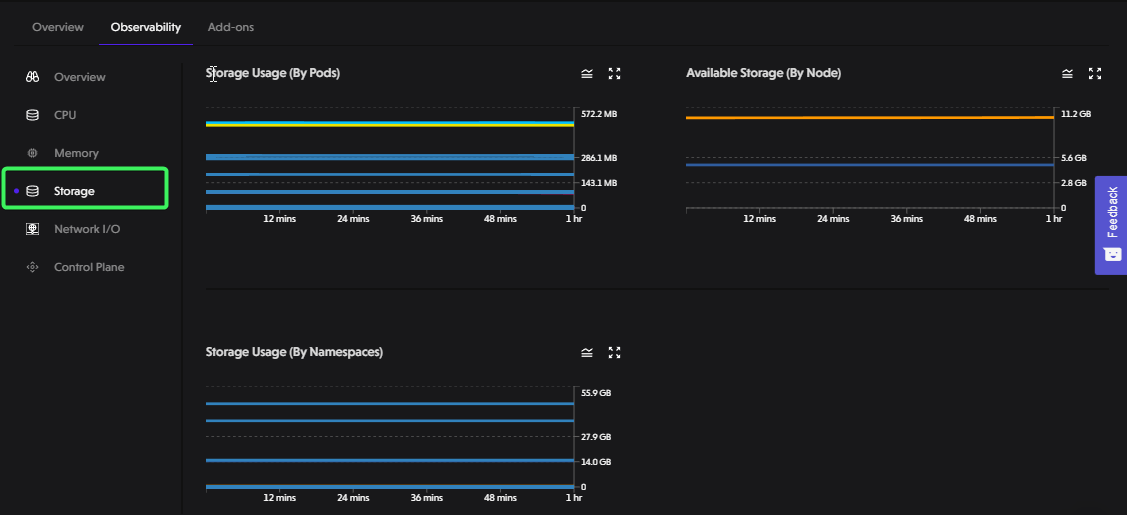 Overview
Observability
Add-ons
Overview
CPU
Memory
Storage
Network I/O
Control Plane
Storage Usage (By Pods)
572.2 MB
286.1 MB
143.1 MB
0
12 mins
24 mins
36 mins
48 mins
1 hr
Available Storage (By Node)
11.2 GB
5.6 GB
2.8 GB
0
12 mins
24 mins
36 mins
48 mins
1 hr
Feedback
Storage Usage (By Namespaces)
55.9 GB
27.9 GB
14.0 GB
0
12 mins
24 mins
36 mins
48 mins
1 hr